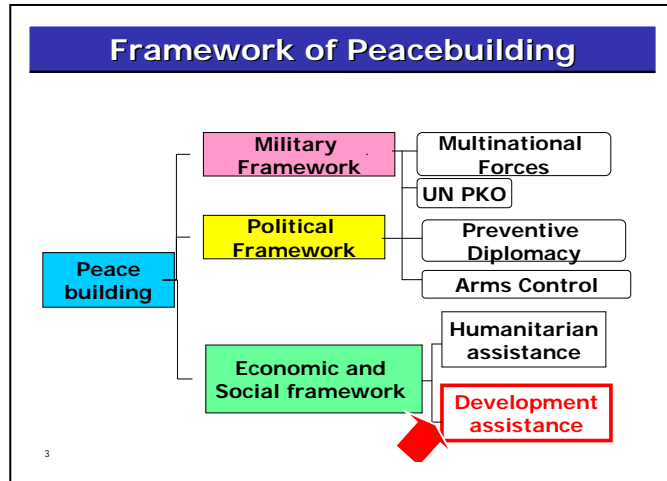 Framework of Peacebuilding
Military
Framework
Multinational
Forces
UN PKO
Political
Framework
Preventive
Diplomacy
Peace
building
Arms Control
Humanitarian
assistance
Economic and
Social framework
Development
assistance
3